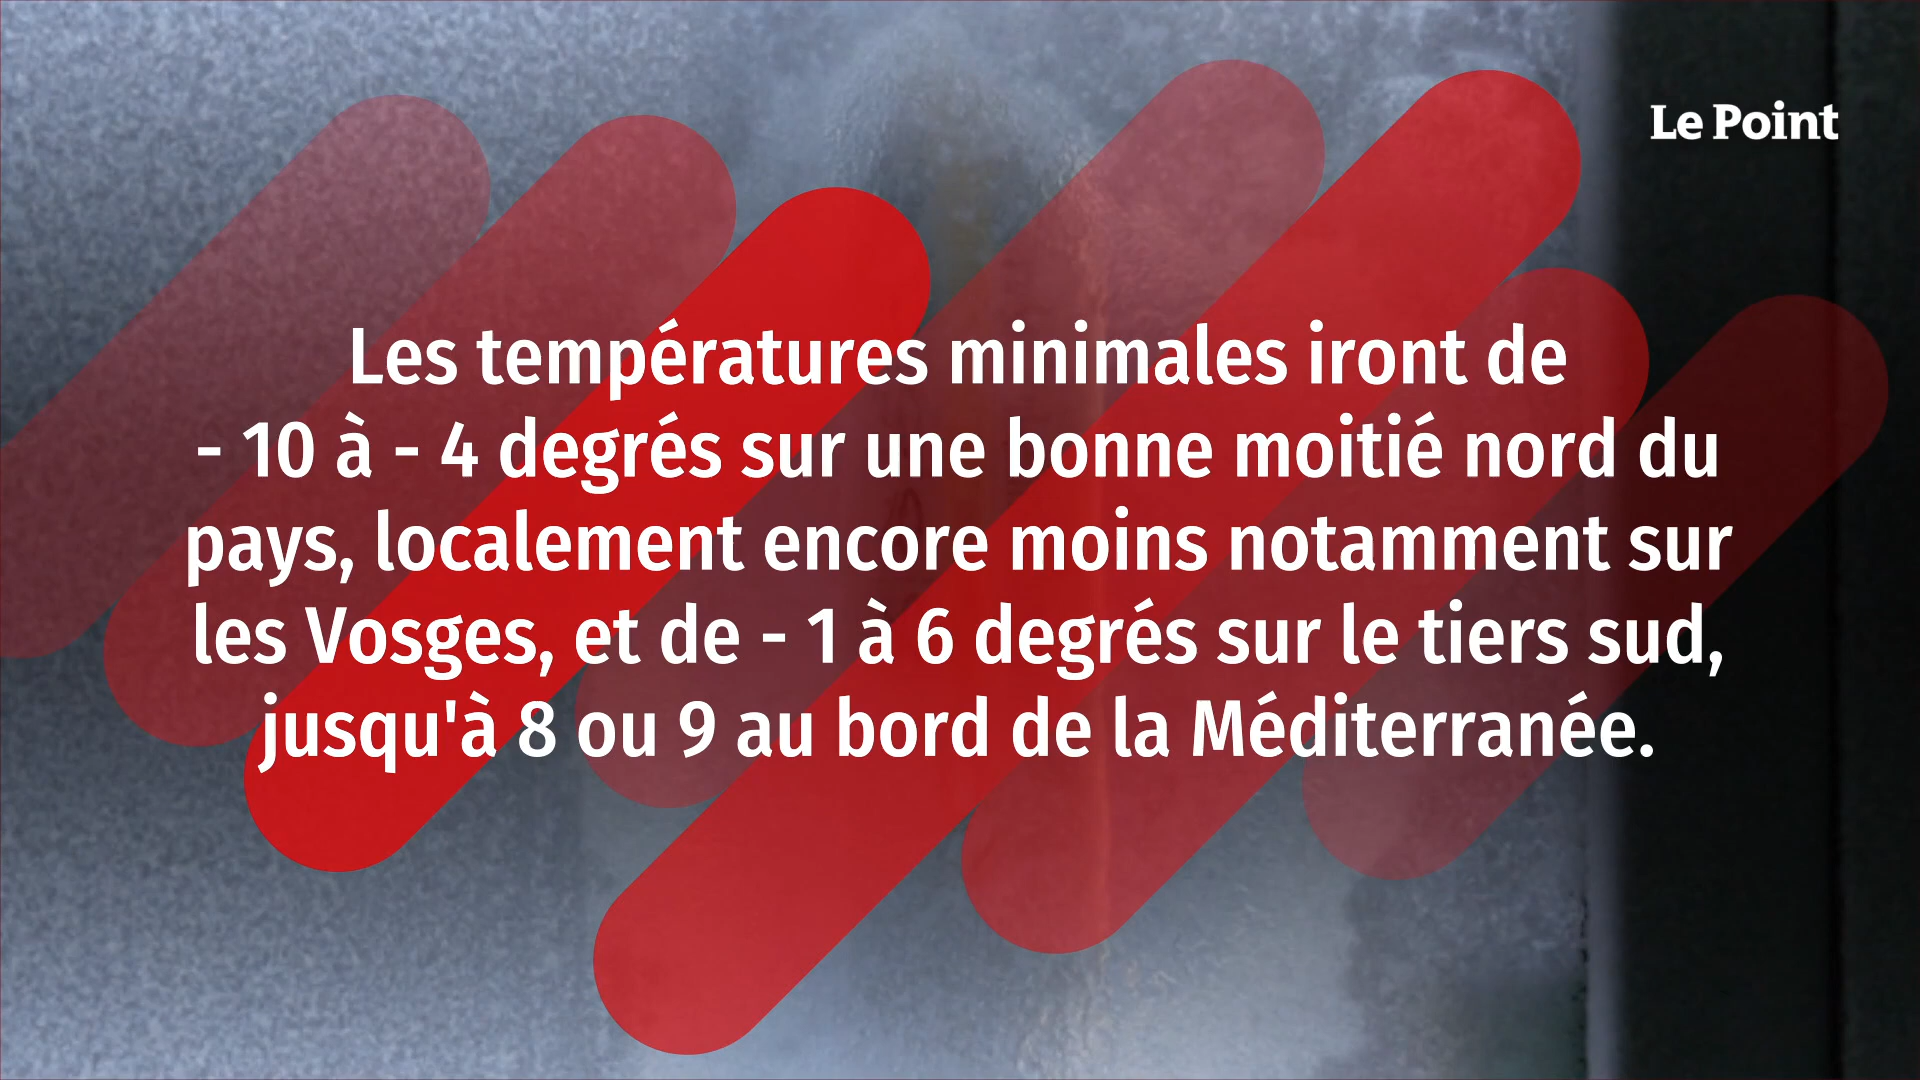 Le Point
Les températures minimales iront de
- 10 à - 4 degrés sur une bonne moitié nord du
pays, localement encore moins notamment sur
les Vosges, et de - 1 à 6 degrés sur le tiers sud,
jusqu'à 8 ou 9 au bord de la Méditerranée.